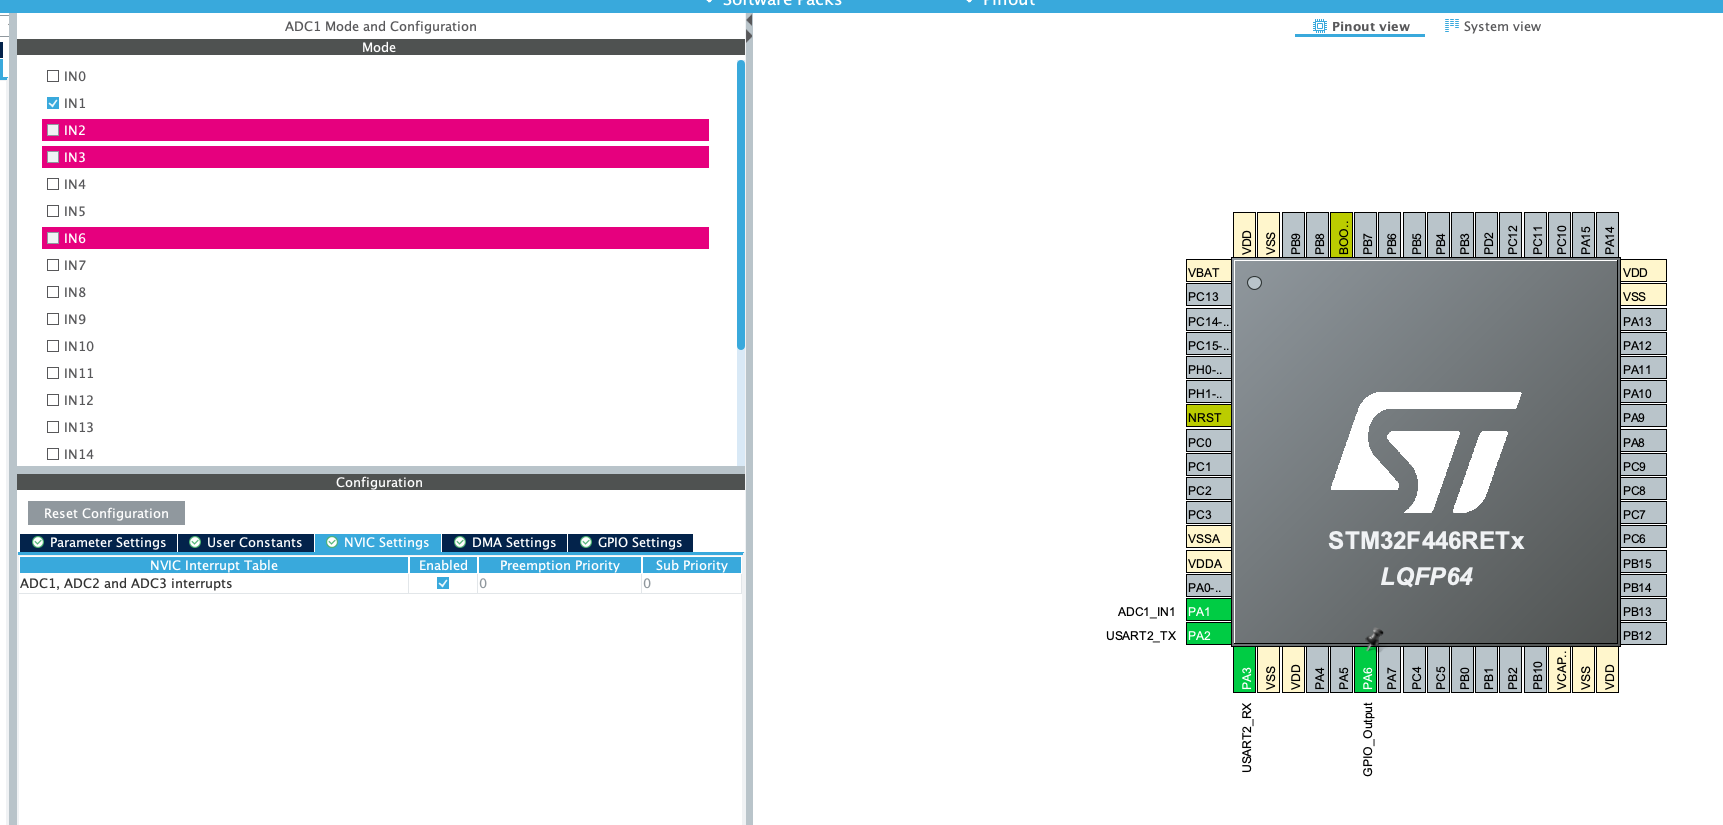 Software Packs
Pinout
ADC1 Mode and Configuration
Mode
IN0
IN1
IN2
IN3
IN4
IN5
IN6
IN7
IN8
IN9
IN10
IN11
IN12
IN13
IN14
Configuration
Reset Configuration
Parameter Settings User Constants NVIC Settings DMA Settings GPIO Settings
NVIC Interrupt Table Enabled Preemption Priority Sub Priority
ADC1, ADC2 and ADC3 interrupts 0 0
Pinout view System view
VDD VSS PB9 PB8 BOO.. PB7 PB6 PB5 PB4 PB3 PD2 PC12 PC11 PC10 PA15 PA14
VBAT
PC13
PC14-..
PC15-..
PH0-..
PH1-..
NRST
PC0
PC1
PC2
PC3
VSSA
VDDA
PA0-..
ADC1_IN1 PA1
USART2_TX PA2
STM32F446RETx
LQFP64
VDD
VSS
PA13
PA12
PA11
PA10
PA9
PA8
PC9
PC8
PC7
PC6
PB15
PB14
PB13
PB12
PA3 VSS VDD PA4 PA5 PA6 PA7 PC4 PC5 PB0 PB1 PB2 PB10 VCAP.. VSS VDD
USART2_RX
GPIO_Output